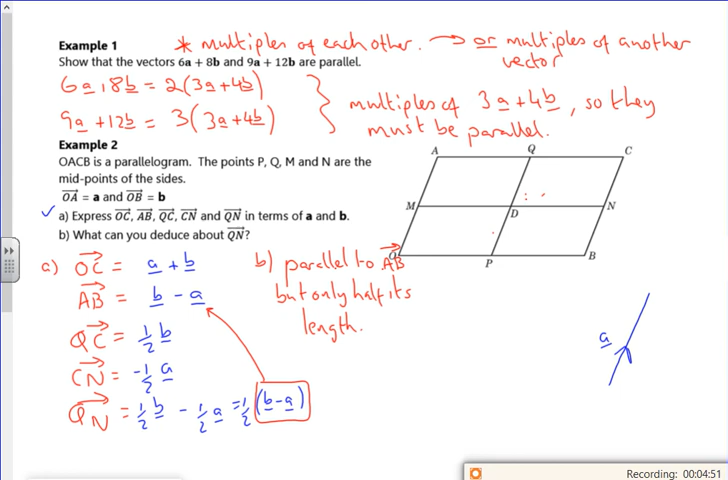 Example 1
* multiples of each other. → or multiples of another vector
Show that the vectors 6a + 8b and 9a + 12b are parallel.
6a + 8b = 2(3a+4b)
9a + 12b = 3(3a+4b)
multiples of 3a+4b, so they
must be parallel.
Example 2
OACB is a parallelogram. The points P, Q, M and N are the
mid-points of the sides.
OA = a and OB = b
a) Express OC, AB, QC, CN and QN in terms of a and b.
b) What can you deduce about QN?
A Q C
M D N
O P B
a) OC = a + b
AB = b - a
QC = 1/2 b
CN = -1/2 a
QN = 1/2 b - 1/2 a = 1/2 (b - a)
b) parallel to AB
but only half its
length.
a
Recording: 00:04:51